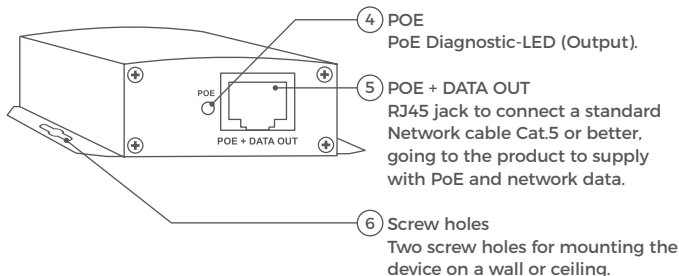 4 POE
PoE Diagnostic-LED (Output).
POE
5 POE + DATA OUT
RJ45 jack to connect a standard
Network cable Cat.5 or better,
going to the product to supply
with PoE and network data.
POE + DATA OUT
6 Screw holes
Two screw holes for mounting the
device on a wall or ceiling.